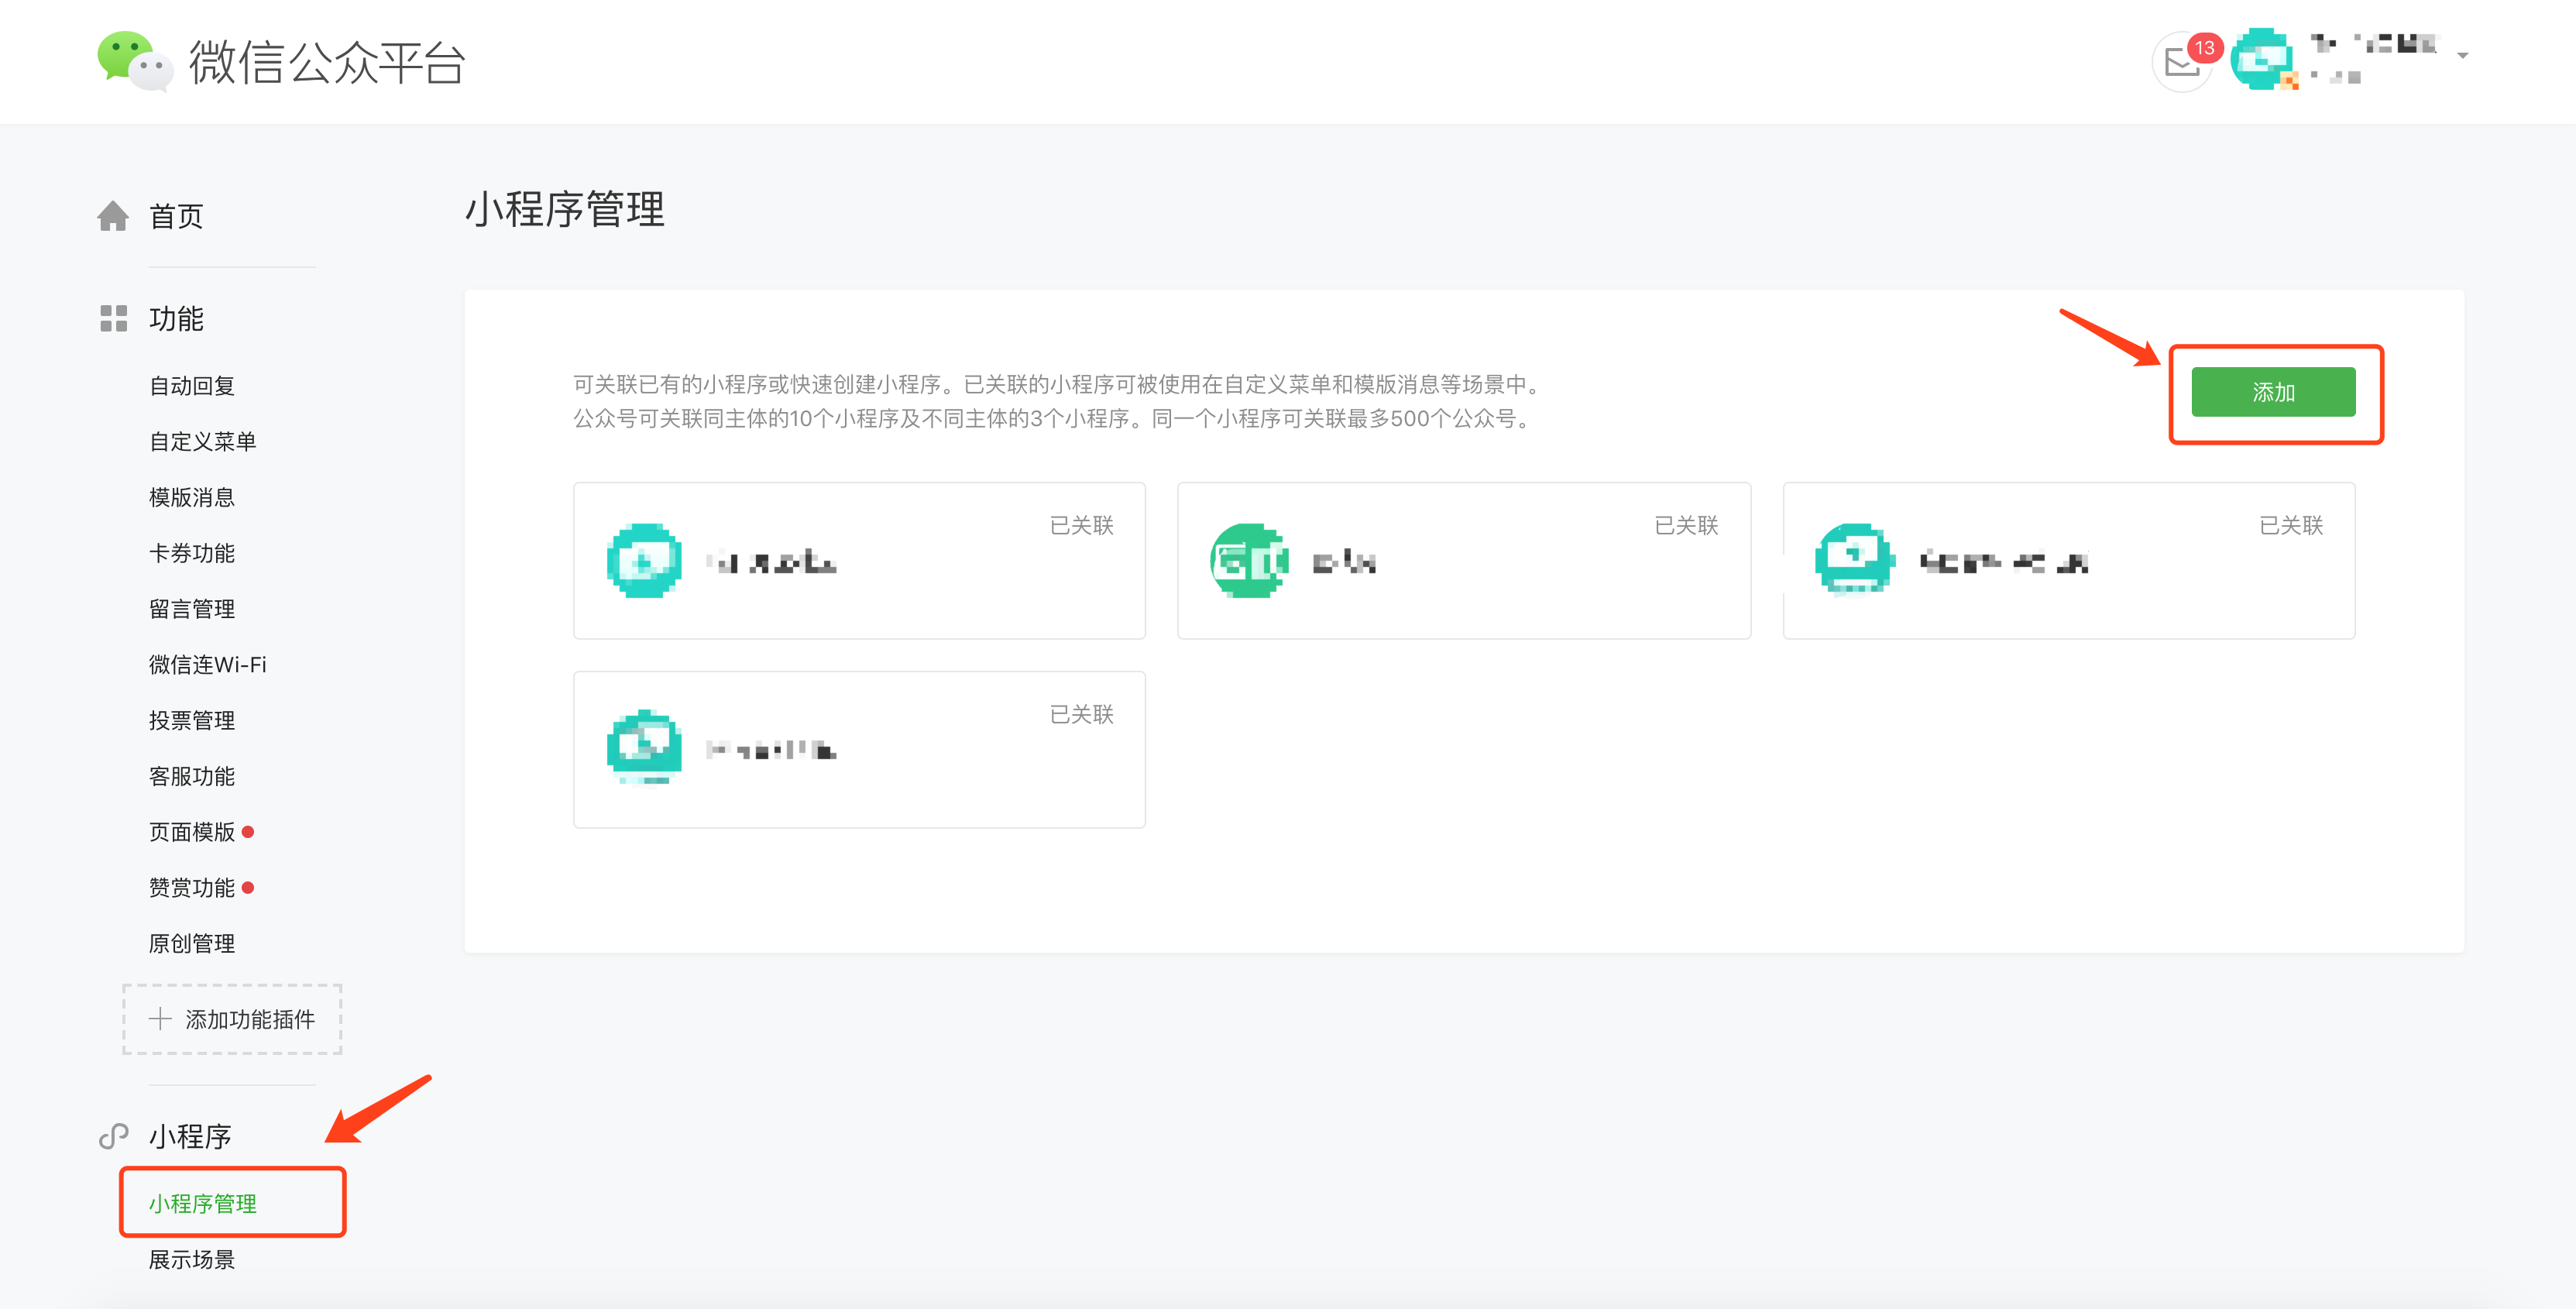 微信公众平台
13
首页
功能
自动回复
自定义菜单
模版消息
卡券功能
留言管理
微信连Wi-Fi
投票管理
客服功能
页面模版
赞赏功能
原创管理
添加功能插件
小程序
小程序管理
展示场景
小程序管理
可关联已有的小程序或快速创建小程序。已关联的小程序可被使用在自定义菜单和模版消息等场景中。
公众号可关联同主体的10个小程序及不同主体的3个小程序。同一个小程序可关联最多500个公众号。
添加
已关联
已关联
已关联
已关联